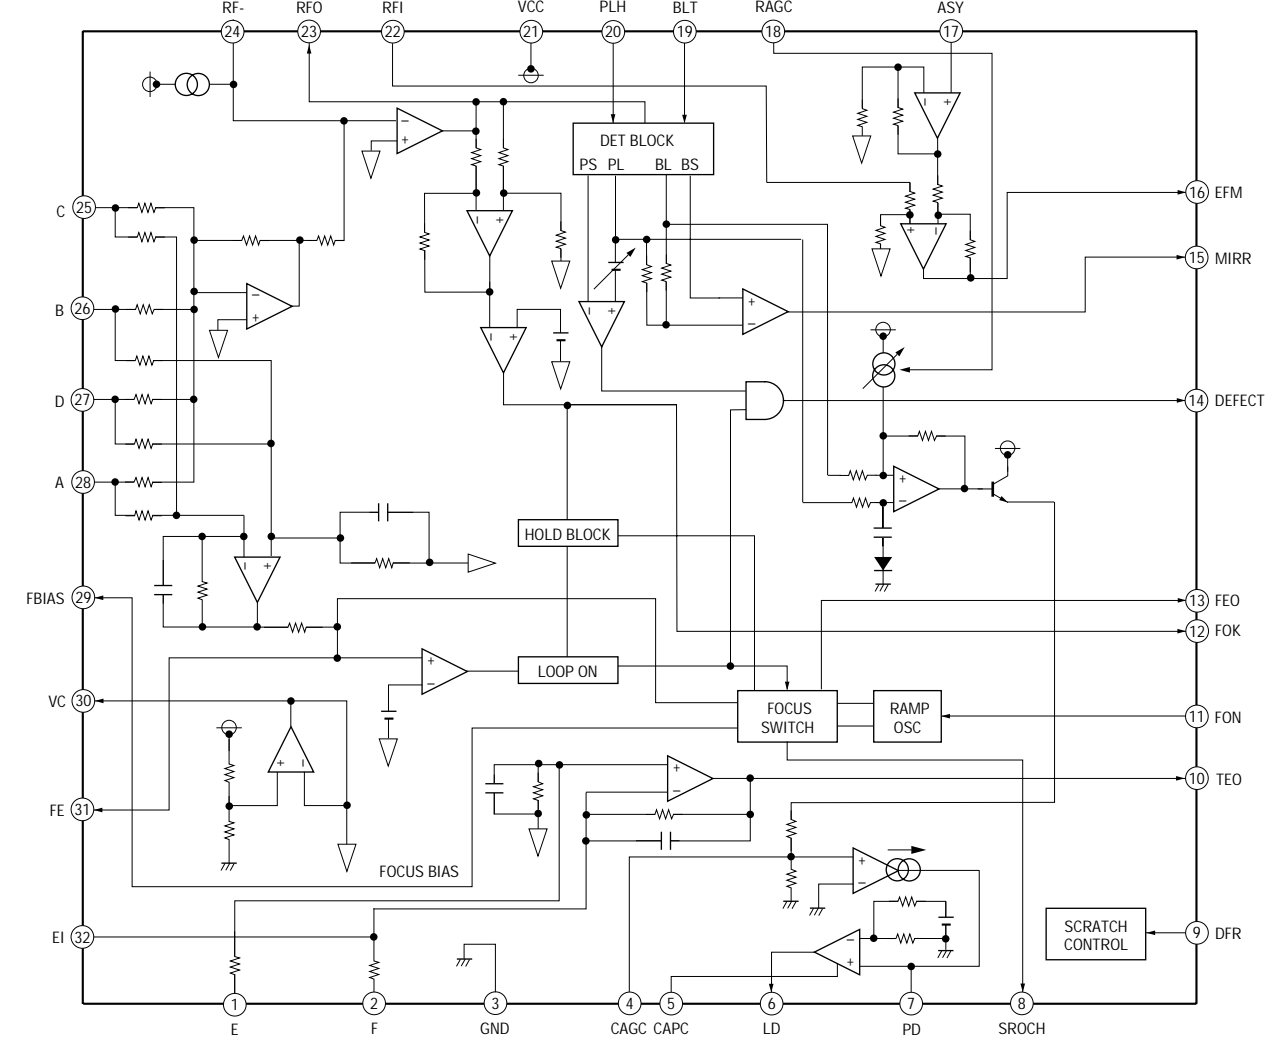 RF- RFO RFI VCC PLH BLT RAGC ASY
24 23 22 21 20 19 18 17
DET BLOCK
PS PL BL BS
C 25
B 26
D 27
A 28
FBIAS 29
VC 30
FE 31
EI 32
16 EFM
15 MIRR
14 DEFECT
13 FEO
12 FOK
11 FON
10 TEO
9 DFR
- +
- +
- +
- +
- +
- +
- +
+ -
+ -
+ -
- +
HOLD BLOCK
LOOP ON
+ -
FOCUS
SWITCH
RAMP
OSC
+ -
+ -
FOCUS BIAS
+ -
- +
SCRATCH
CONTROL
1 2 3 4 5 6 7 8
E F GND CAGC CAPC LD PD SROCH